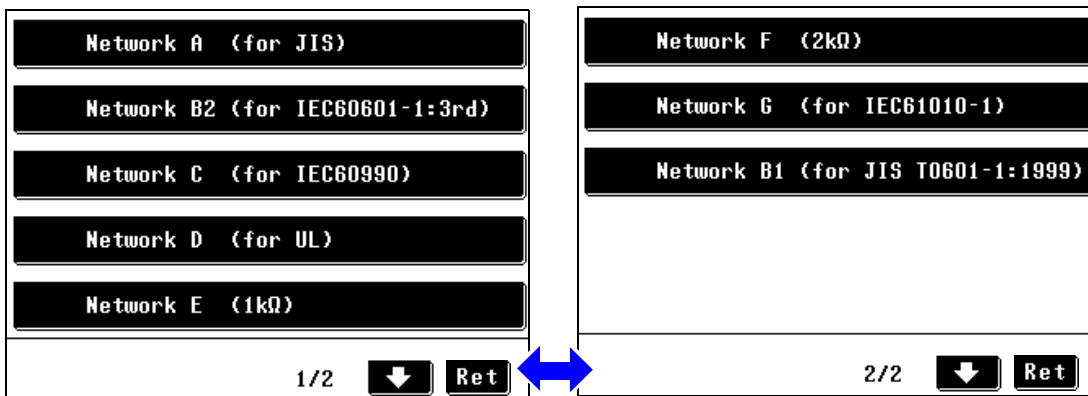 Network A (for JIS)
Network B2 (for IEC60601-1:3rd)
Network C (for IEC60990)
Network D (for UL)
Network E (1kΩ)
1/2 Ret
Network F (2kΩ)
Network G (for IEC61010-1)
Network B1 (for JIS T0601-1:1999)
2/2 Ret